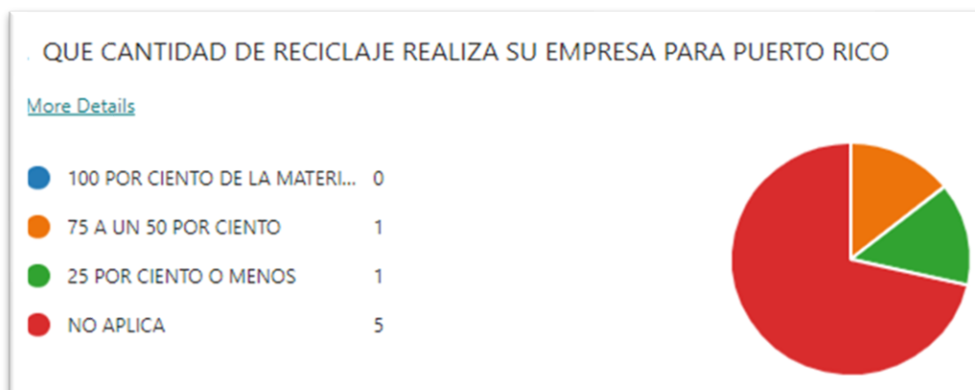 QUE CANTIDAD DE RECICLAJE REALIZA SU EMPRESA PARA PUERTO RICO
More Details
100 POR CIENTO DE LA MATERI... 0
75 A UN 50 POR CIENTO 1
25 POR CIENTO O MENOS 1
NO APLICA 5